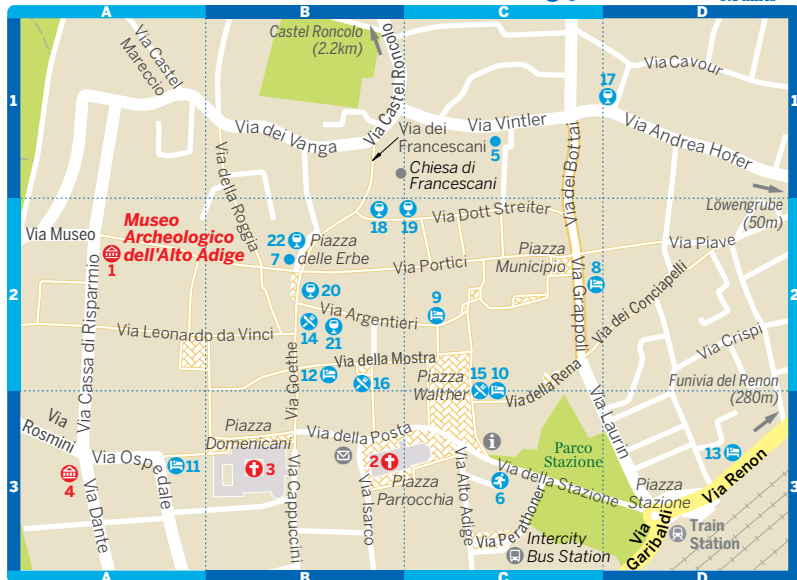 A
B
C
D
Via Castel
Mareccio
Castel Roncolo
(2.2km)
Via Castel Roncolo
17
Via Cavour
1
1
Via dei Vanga
Via dei
Francescani
Via Vintler
5
Via Andrea Hofer
Chiesa di
Francescani
Via della Roggia
Via dei Bottai
Löwengrube
(50m)
18
19
Via Dott Streiter
Via Museo
Museo
Archeologico
dell'Alto Adige
1
22
7
Piazza
delle Erbe
Via Portici
Piazza
Municipio
Via Piave
8
2
2
20
9
Via Grappoli
Via dei Conciapelli
Via Cassa di Risparmio
Via Leonardo da Vinci
14
21
Via Argentieri
Via Crispi
Via Goethe
12
Via della Mostra
16
Piazza
Walther
15
10
Via della Rena
Funivia del Renon
(280m)
Via
Rosmini
Piazza
Domenicani
Via della Posta
Via Laurin
Via Ospedale
11
3
2
Parco
Stazione
13
4
3
3
Via Dante
Via Cappuccini
Via Isarco
Piazza
Parrocchia
Via Alto Adige
6
Via della Stazione
Piazza
Stazione
Via Renon
Via Perathoner
Via
Garibaldi
Train
Station
Intercity
Bus Station
A
B
C
D